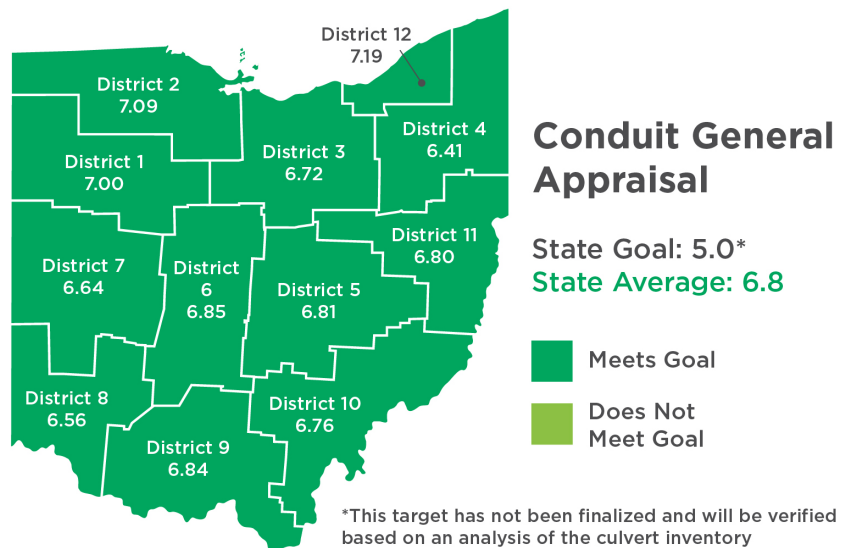 District 12
7.19
District 2
7.09
District 4
6.41
District 3
6.72
District 1
7.00
District 11
6.80
District 7
6.64
District
6
6.85
District 5
6.81
District 8
6.56
District 10
6.76
District 9
6.84
Conduit General
Appraisal
State Goal: 5.0*
State Average: 6.8
Meets Goal
Does Not
Meet Goal
*This target has not been finalized and will be verified
based on an analysis of the culvert inventory